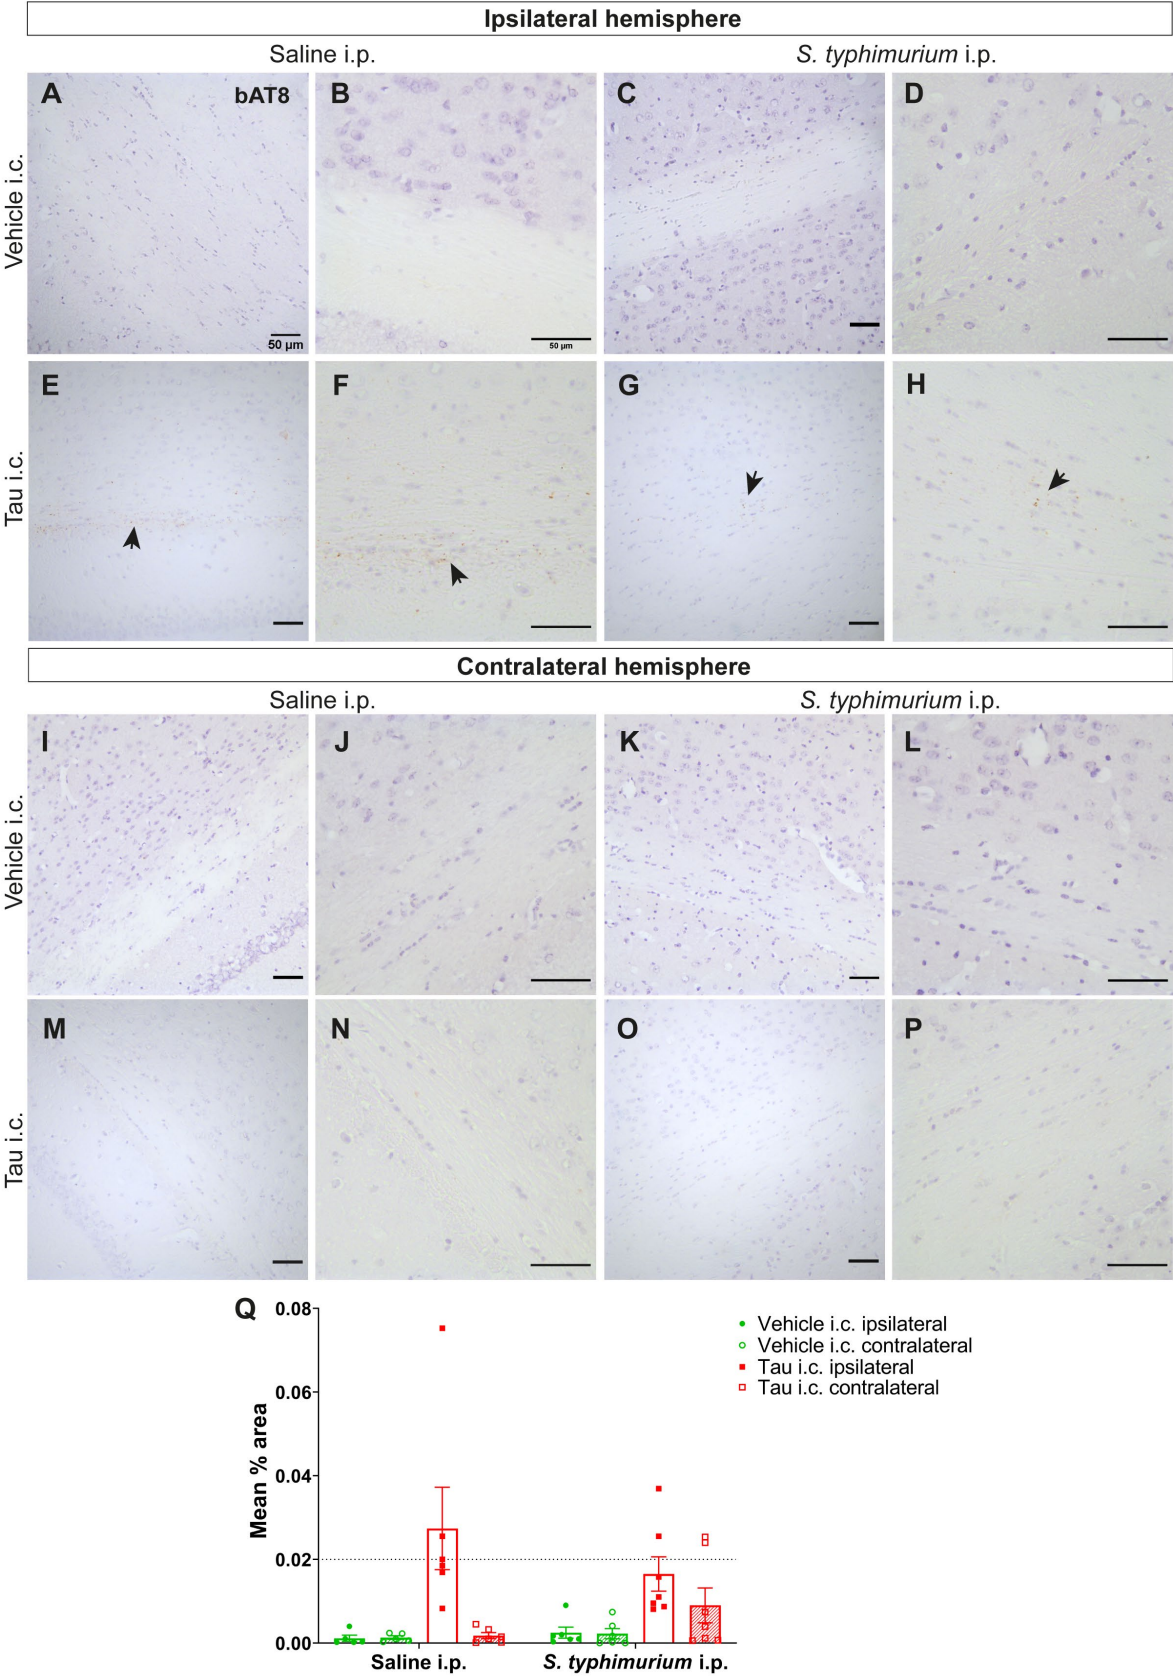 Ipsilateral hemisphere
Saline i.p. S. typhimurium i.p.
Vehicle i.c.
A bAT8 B C D
50 µm 50 µm
Tau i.c.
E F G H
Contralateral hemisphere
Saline i.p. S. typhimurium i.p.
Vehicle i.c.
I J K L
Tau i.c.
M N O P
Q
Mean % area
0.08
0.06
0.04
0.02
0.00
Vehicle i.c. ipsilateral
Vehicle i.c. contralateral
Tau i.c. ipsilateral
Tau i.c. contralateral
Saline i.p. S. typhimurium i.p.